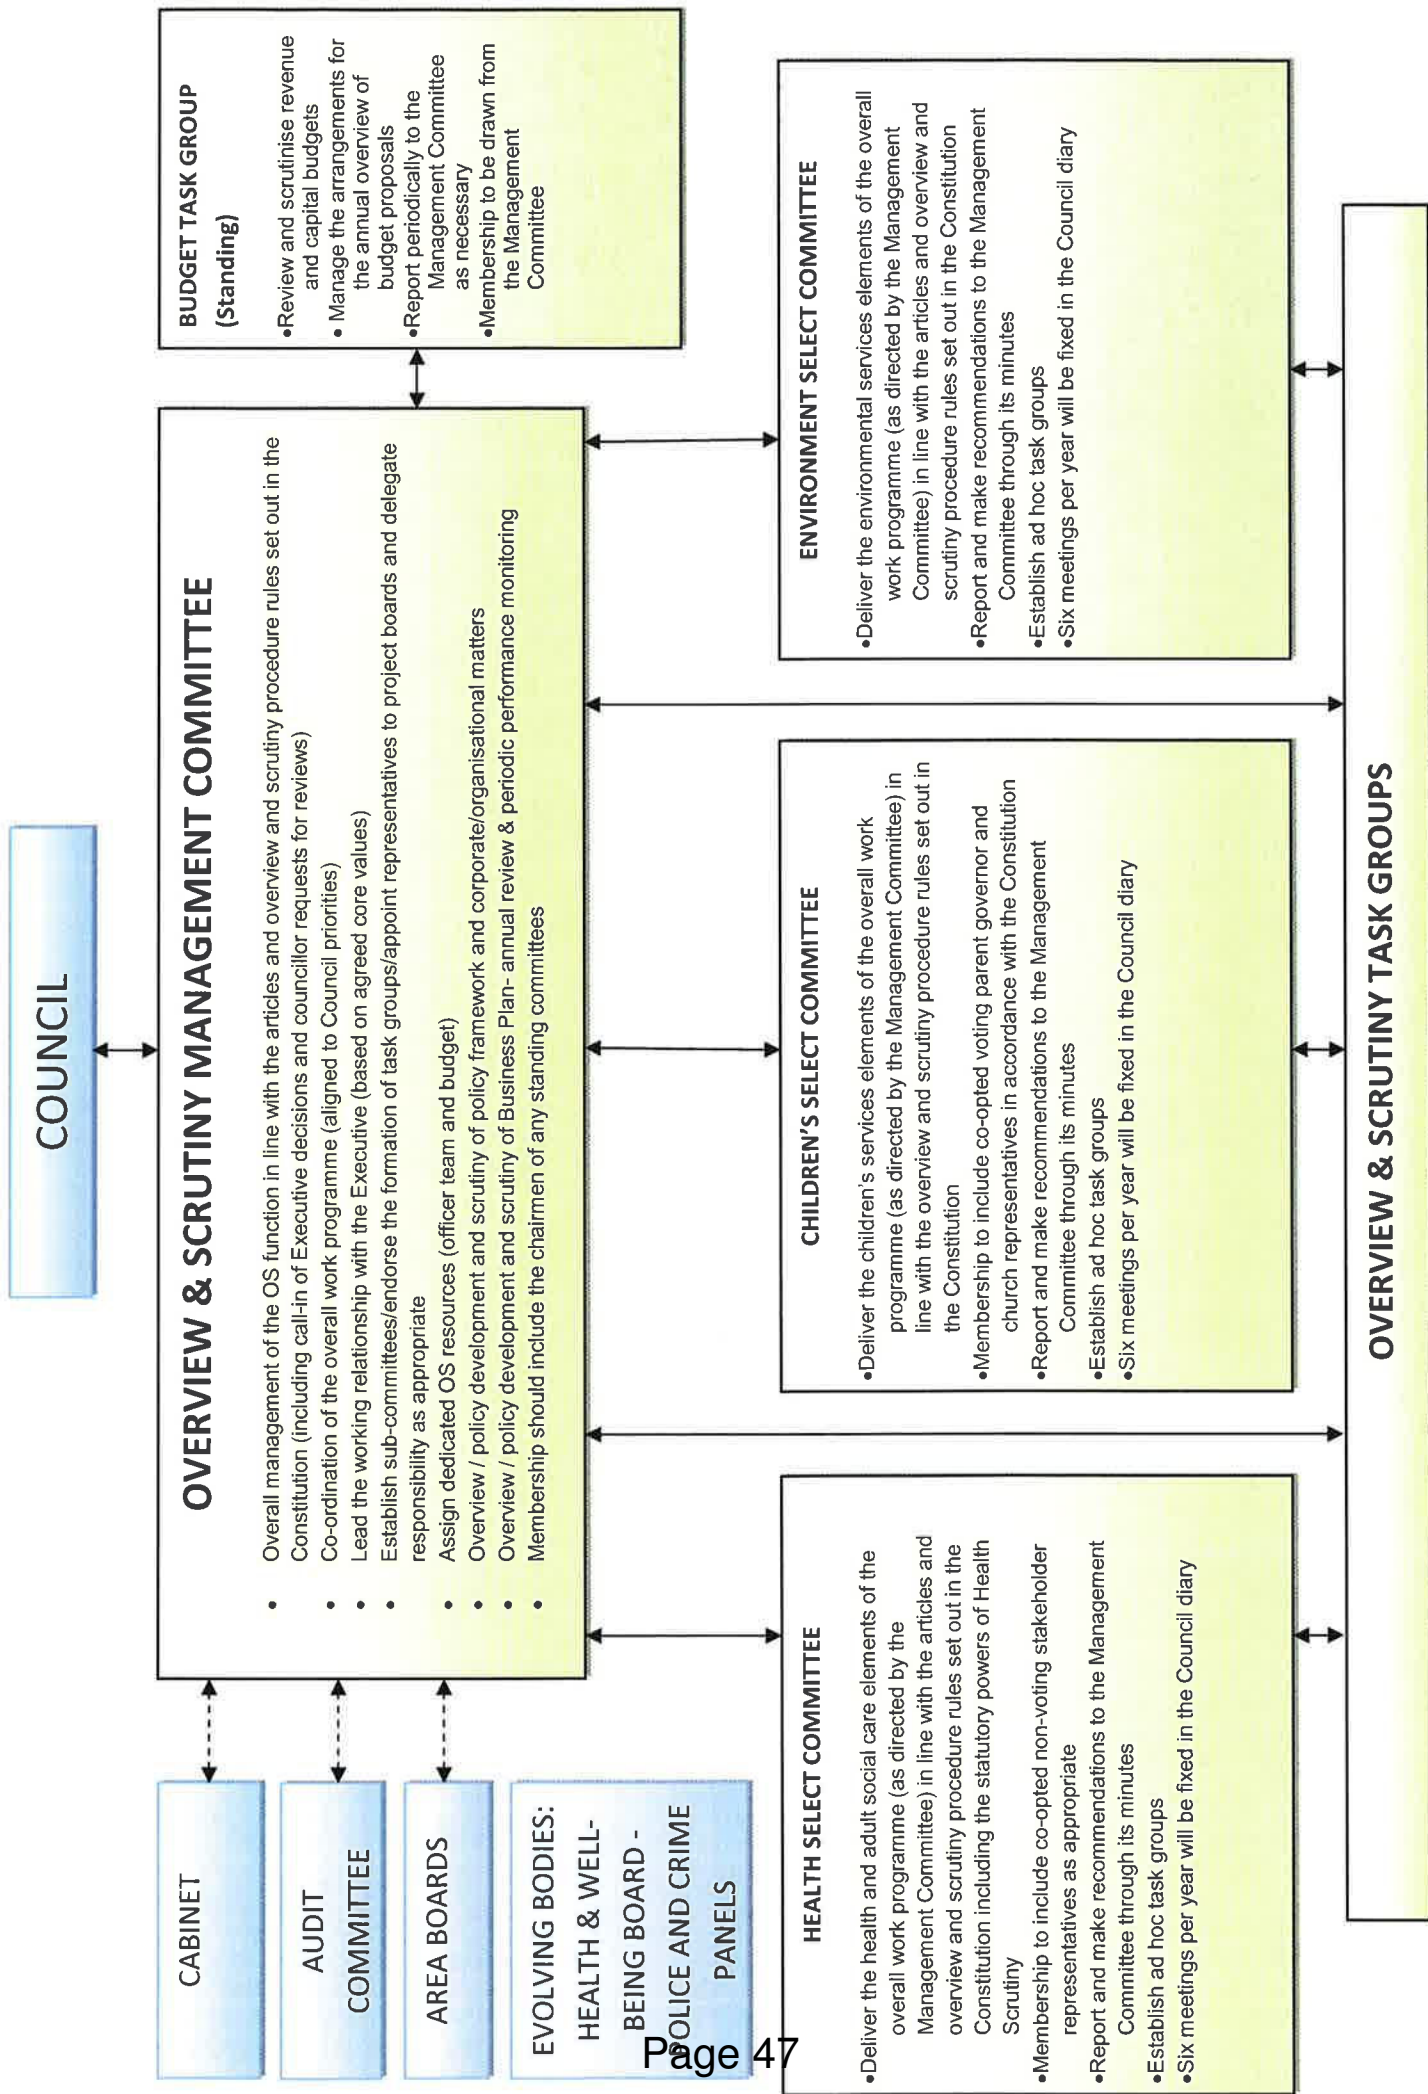 COUNCIL
CABINET
AUDIT
COMMITTEE
AREA BOARDS
EVOLVING BODIES:
HEALTH & WELL-
BEING BOARD -
POLICE AND CRIME
PANELS
OVERVIEW & SCRUTINY MANAGEMENT COMMITTEE
• Overall management of the OS function in line with the articles and overview and scrutiny procedure rules set out in the
Constitution (including call-in of Executive decisions and councillor requests for reviews)
• Co-ordination of the overall work programme (aligned to Council priorities)
• Lead the working relationship with the Executive (based on agreed core values)
• Establish sub-committees/endorse the formation of task groups/appoint representatives to project boards and delegate
responsibility as appropriate
• Assign dedicated OS resources (officer team and budget)
• Overview / policy development and scrutiny of policy framework and corporate/organisational matters
• Overview / policy development and scrutiny of Business Plan- annual review & periodic performance monitoring
• Membership should include the chairmen of any standing committees
BUDGET TASK GROUP
(Standing)
•Review and scrutinise revenue
and capital budgets
• Manage the arrangements for
the annual overview of
budget proposals
•Report periodically to the
Management Committee
as necessary
•Membership to be drawn from
the Management
Committee
HEALTH SELECT COMMITTEE
•Deliver the health and adult social care elements of the
overall work programme (as directed by the
Management Committee) in line with the articles and
overview and scrutiny procedure rules set out in the
Constitution including the statutory powers of Health
Scrutiny
•Membership to include co-opted non-voting stakeholder
representatives as appropriate
•Report and make recommendations to the Management
Committee through its minutes
•Establish ad hoc task groups
•Six meetings per year will be fixed in the Council diary
CHILDREN'S SELECT COMMITTEE
•Deliver the children's services elements of the overall work
programme (as directed by the Management Committee) in
line with the overview and scrutiny procedure rules set out in
the Constitution
•Membership to include co-opted voting parent governor and
church representatives in accordance with the Constitution
•Report and make recommendations to the Management
Committee through its minutes
•Establish ad hoc task groups
•Six meetings per year will be fixed in the Council diary
ENVIRONMENT SELECT COMMITTEE
•Deliver the environmental services elements of the overall
work programme (as directed by the Management
Committee) in line with the articles and overview and
scrutiny procedure rules set out in the Constitution
•Report and make recommendations to the Management
Committee through its minutes
•Establish ad hoc task groups
•Six meetings per year will be fixed in the Council diary
OVERVIEW & SCRUTINY TASK GROUPS
Page 47